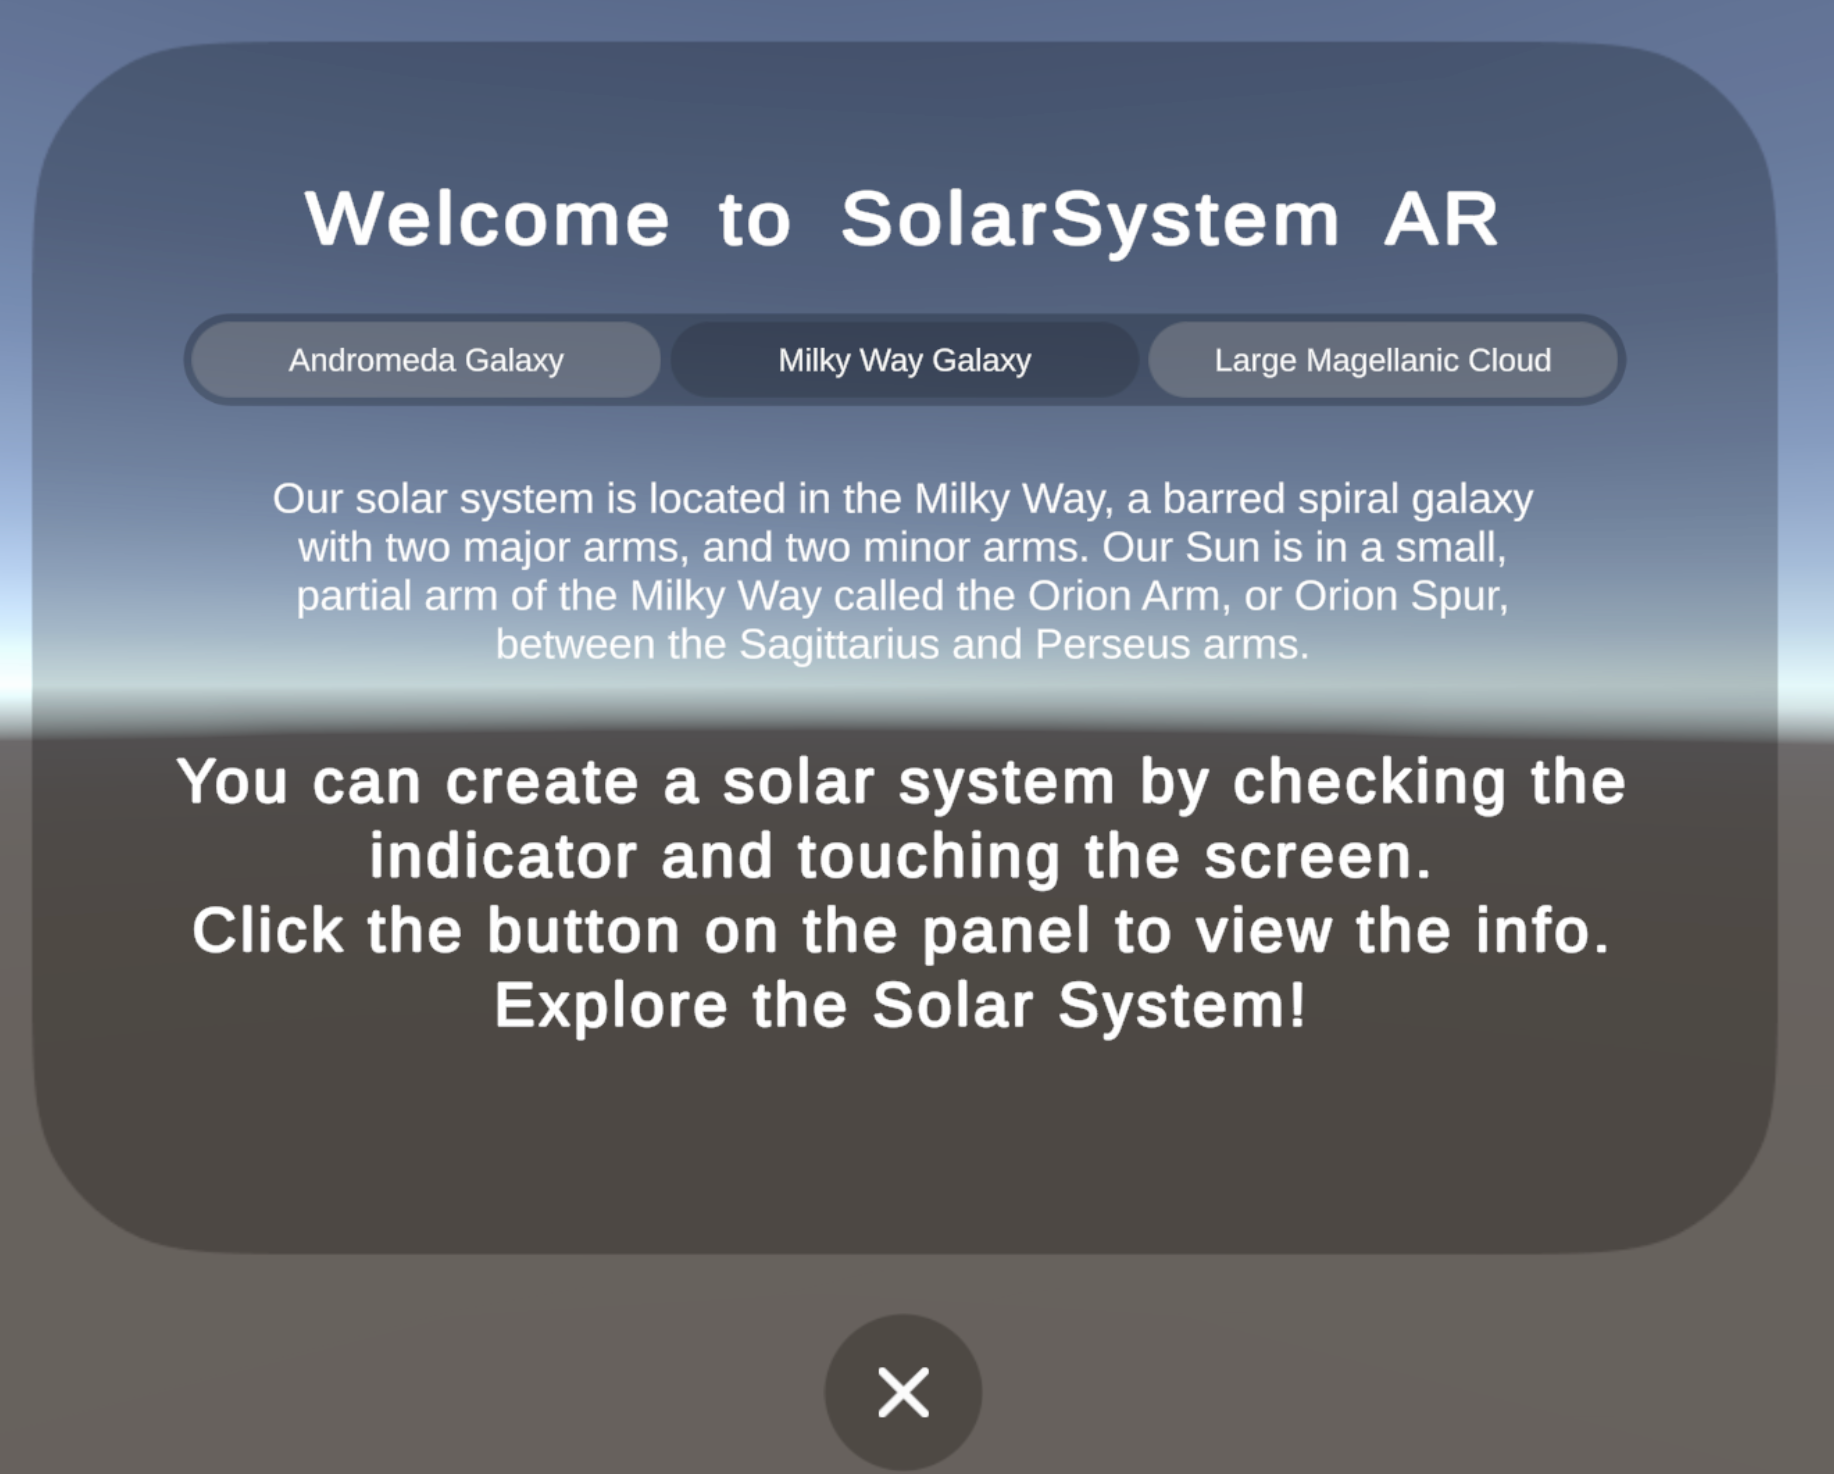 Welcome to SolarSystem AR
Andromeda Galaxy
Milky Way Galaxy
Large Magellanic Cloud
Our solar system is located in the Milky Way, a barred spiral galaxy
with two major arms, and two minor arms. Our Sun is in a small,
partial arm of the Milky Way called the Orion Arm, or Orion Spur,
between the Sagittarius and Perseus arms.
You can create a solar system by checking the
indicator and touching the screen.
Click the button on the panel to view the info.
Explore the Solar System!